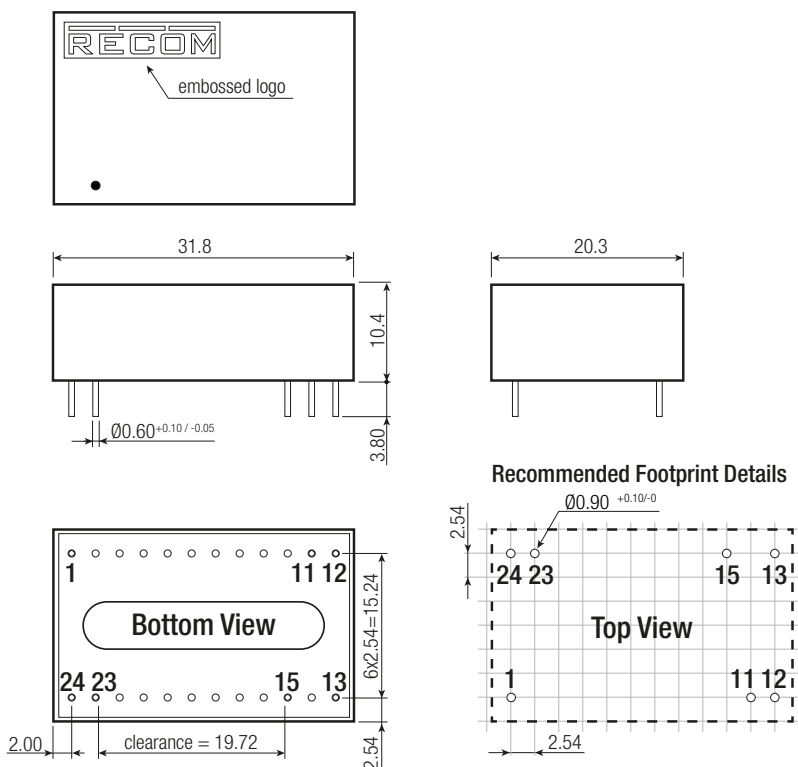 RECOM
embossed logo
31.8
20.3
10.4
Ø0.60+0.10 / -0.05
3.80
Recommended Footprint Details
Ø0.90 +0.10/-0
2.54
1
11 12
Bottom View
6x2.54=15.24
24 23
15
13
2.00
clearance = 19.72
2.54
24 23
15
13
Top View
1
11 12
2.54